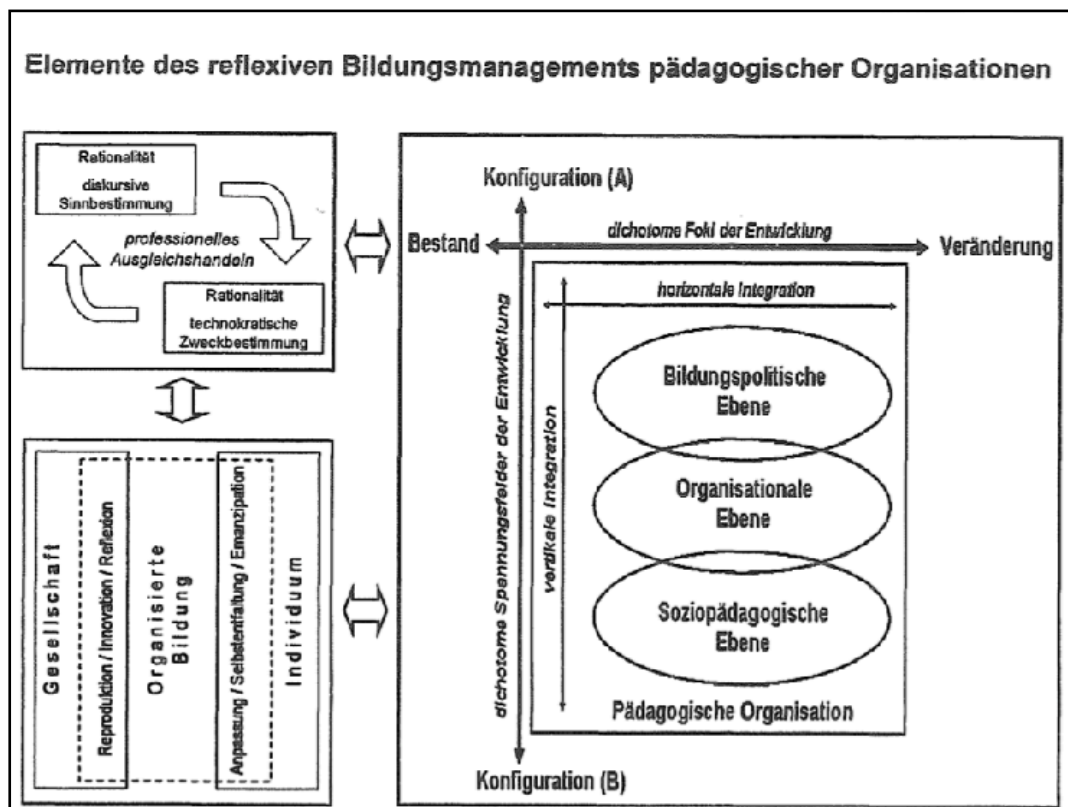 Elemente des reflexiven Bildungsmanagements pädagogischer Organisationen
Rationalität
diskursive
Sinnbestimmung
professionelles
Ausgleichshandeln
Rationalität
technokratische
Zweckbestimmung
Gesellschaft
Reproduktion / Innovation / Reflexion
Organisierte
Bildung
Anpassung / Selbstentfaltung / Emanzipation
Individuum
Konfiguration (A)
Bestand
dichotome Foki der Entwicklung
Veränderung
dichotome Spannungsfelder der Entwicklung
horizontale Integration
vertikale Integration
Bildungspolitische
Ebene
Organisationale
Ebene
Soziopädagogische
Ebene
Pädagogische Organisation
Konfiguration (B)